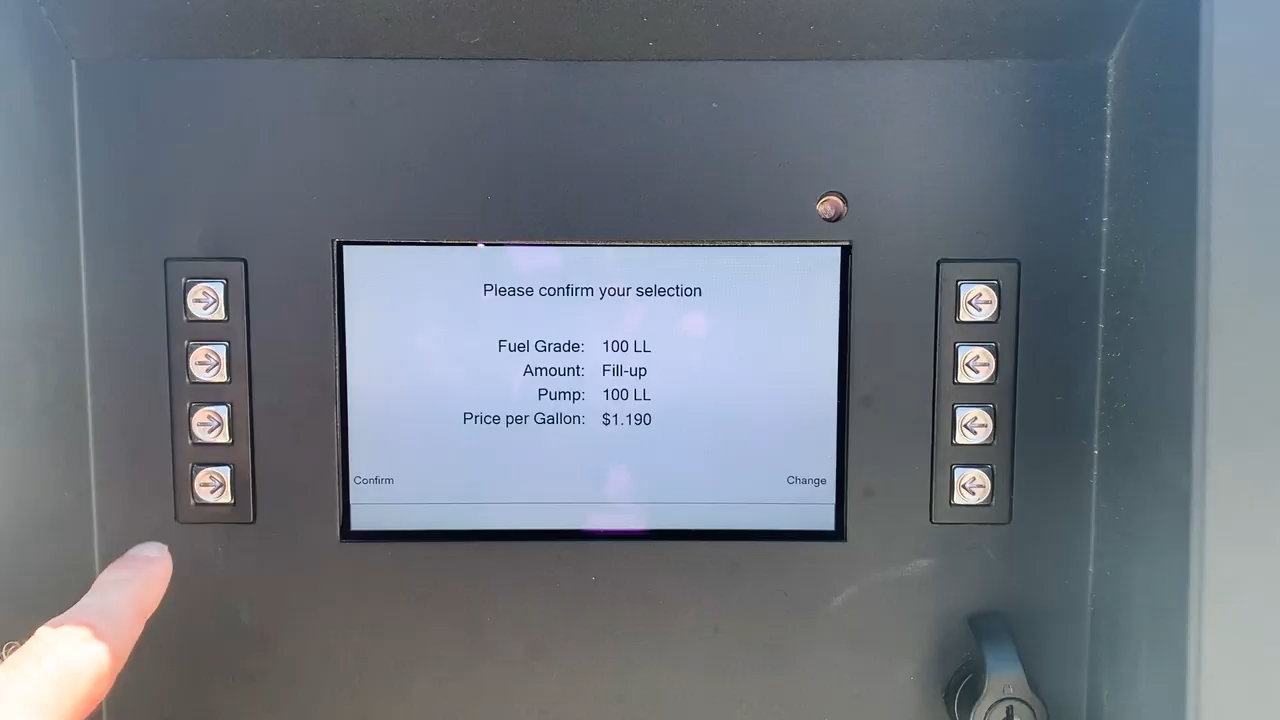 Please confirm your selection
Fuel Grade: 100 LL
Amount: Fill-up
Pump: 100 LL
Price per Gallon: $1.190
Confirm Change